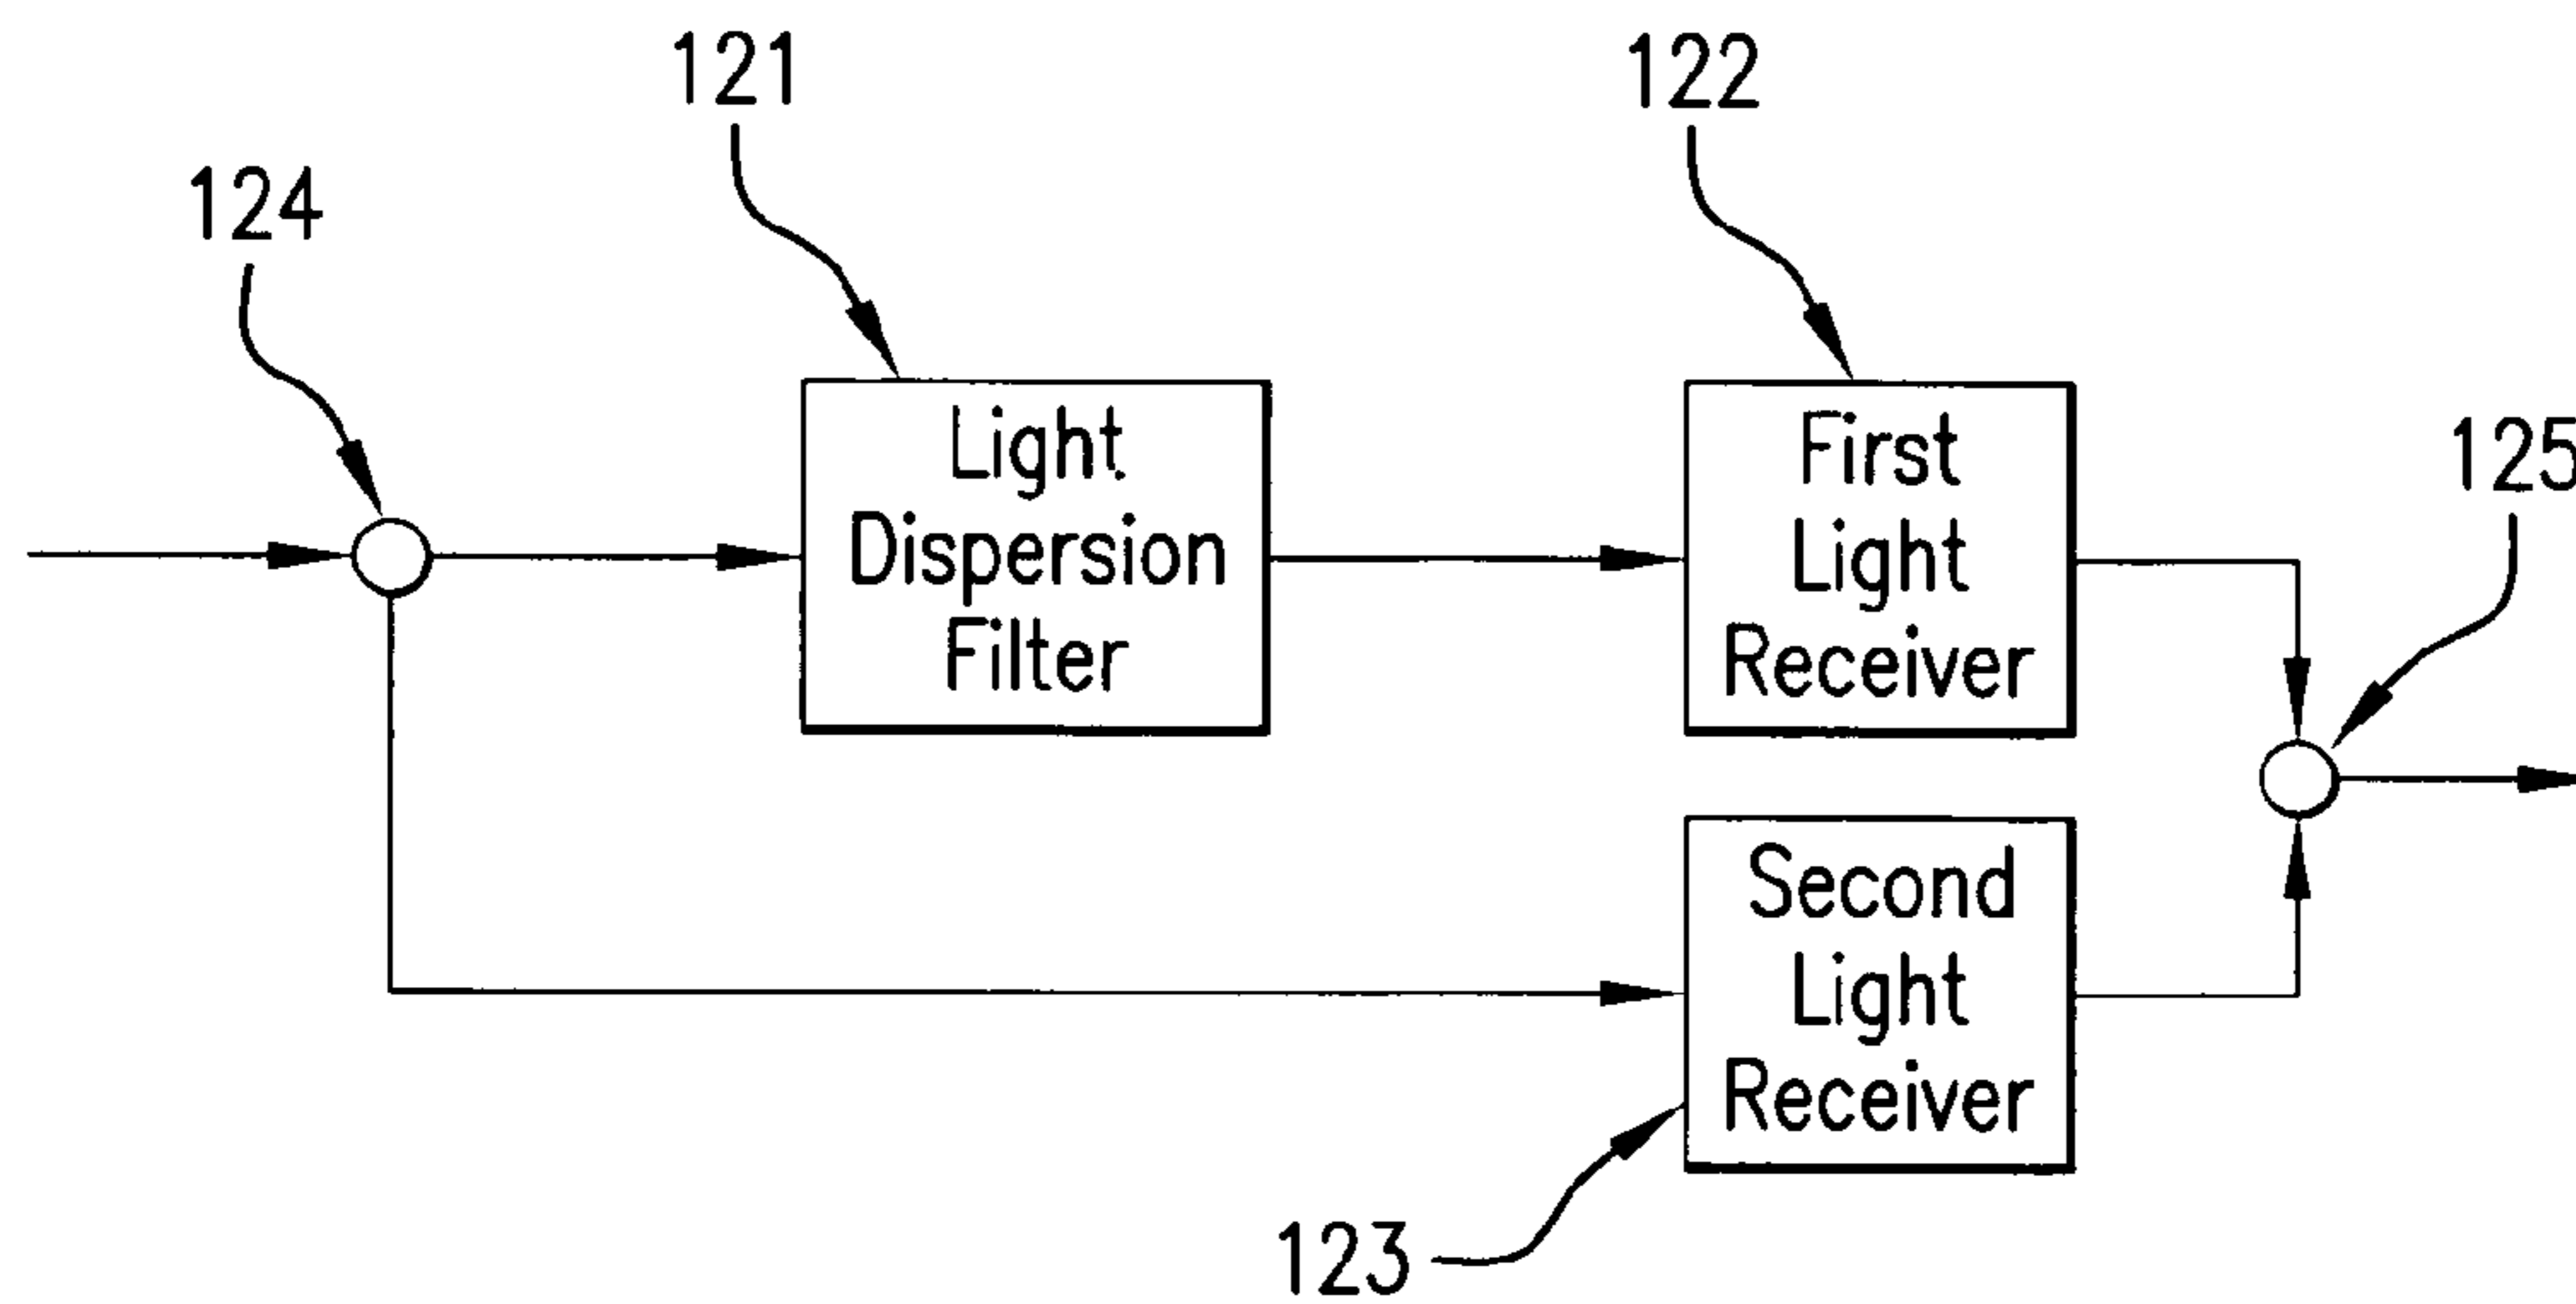 121
122
124
125
Light
Dispersion
Filter
First
Light
Receiver
Second
Light
Receiver
123